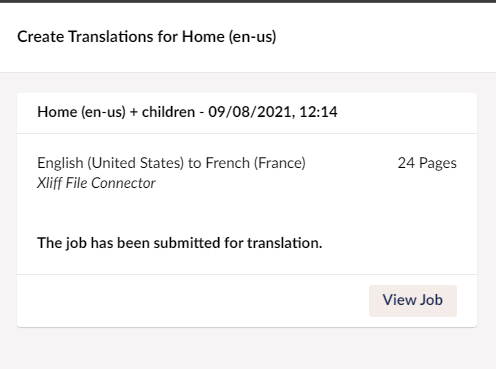 Create Translations for Home (en-us)
Home (en-us) + children - 09/08/2021, 12:14
English (United States) to French (France) 24 Pages
Xliff File Connector
The job has been submitted for translation.
View Job